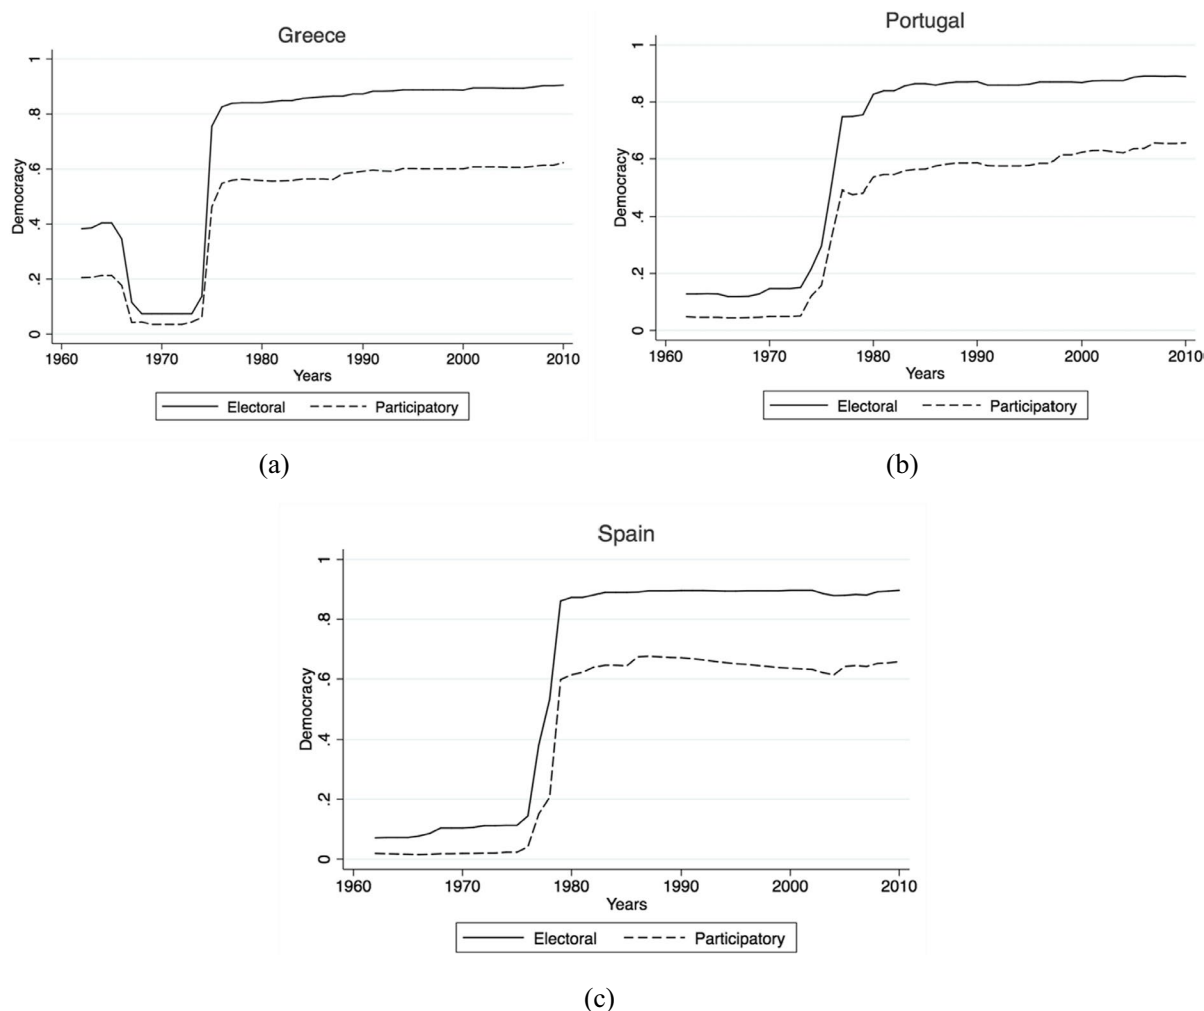 Greece
Democracy
1
.8
.6
.4
.2
0
1960 1970 1980 1990 2000 2010
Years
Electoral Participatory
(a)
Portugal
Democracy
1
.8
.6
.4
.2
0
1960 1970 1980 1990 2000 2010
Years
Electoral Participatory
(b)
Spain
Democracy
1
.8
.6
.4
.2
0
1960 1970 1980 1990 2000 2010
Years
Electoral Participatory
(c)